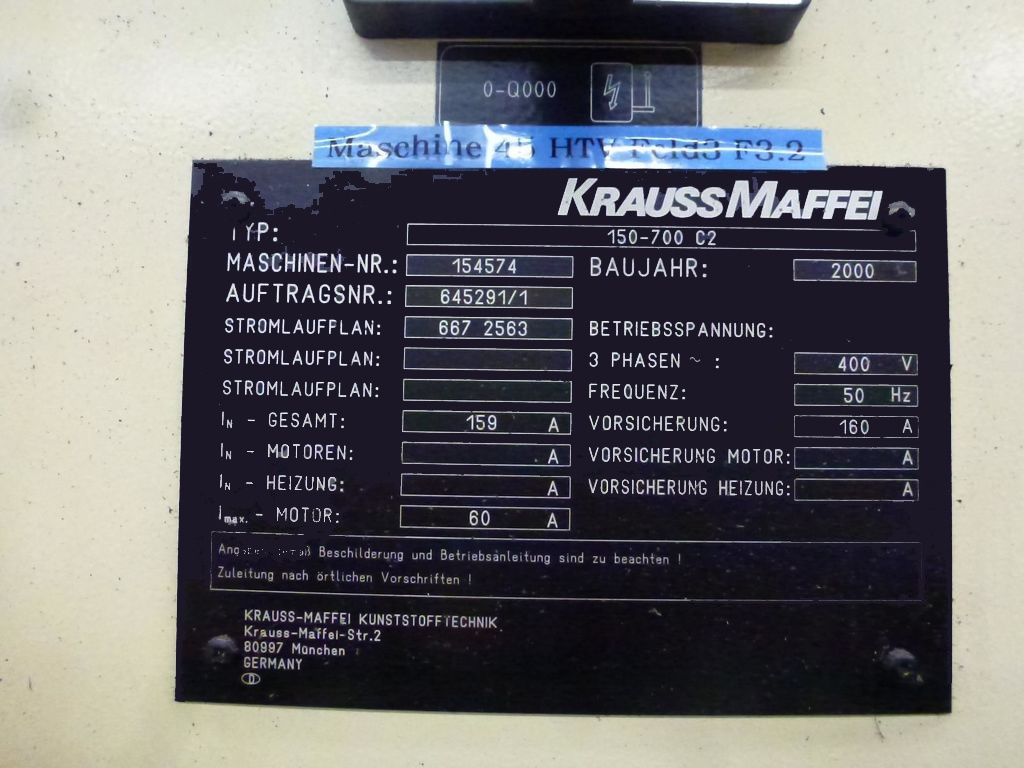 0-Q000
Maschine 45 HTV Feld3 F3.2
KRAUSS MAFFEI
TYP: 150-700 C2
MASCHINEN-NR.: 154574 BAUJAHR: 2000
AUFTRAGSNR.: 645291/1
STROMLAUFPLAN: 667 2563 BETRIEBSSPANNUNG:
STROMLAUFPLAN: 3 PHASEN ~ : 400 V
STROMLAUFPLAN: FREQUENZ: 50 Hz
IN - GESAMT: 159 A VORSICHERUNG: 160 A
IN - MOTOREN: A VORSICHERUNG MOTOR: A
IN - HEIZUNG: A VORSICHERUNG HEIZUNG: A
Imax. - MOTOR: 60 A
Beschilderung und Betriebsanleitung sind zu beachten !
Zuleitung nach örtlichen Vorschriften !
KRAUSS-MAFFEI KUNSTSTOFFTECHNIK
Krauss-Maffei-Str.2
80997 München
GERMANY